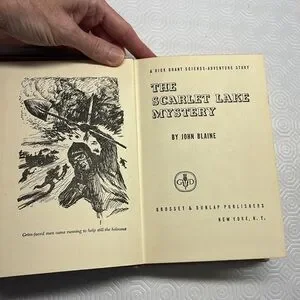 Grim-faced men came running to help still the holocaust
A RICK BRANT SCIENCE-ADVENTURE STORY
THE
SCARLET LAKE
MYSTERY
BY JOHN BLAINE
G D
GROSSET & DUNLAP PUBLISHERS
NEW YORK, N. Y.